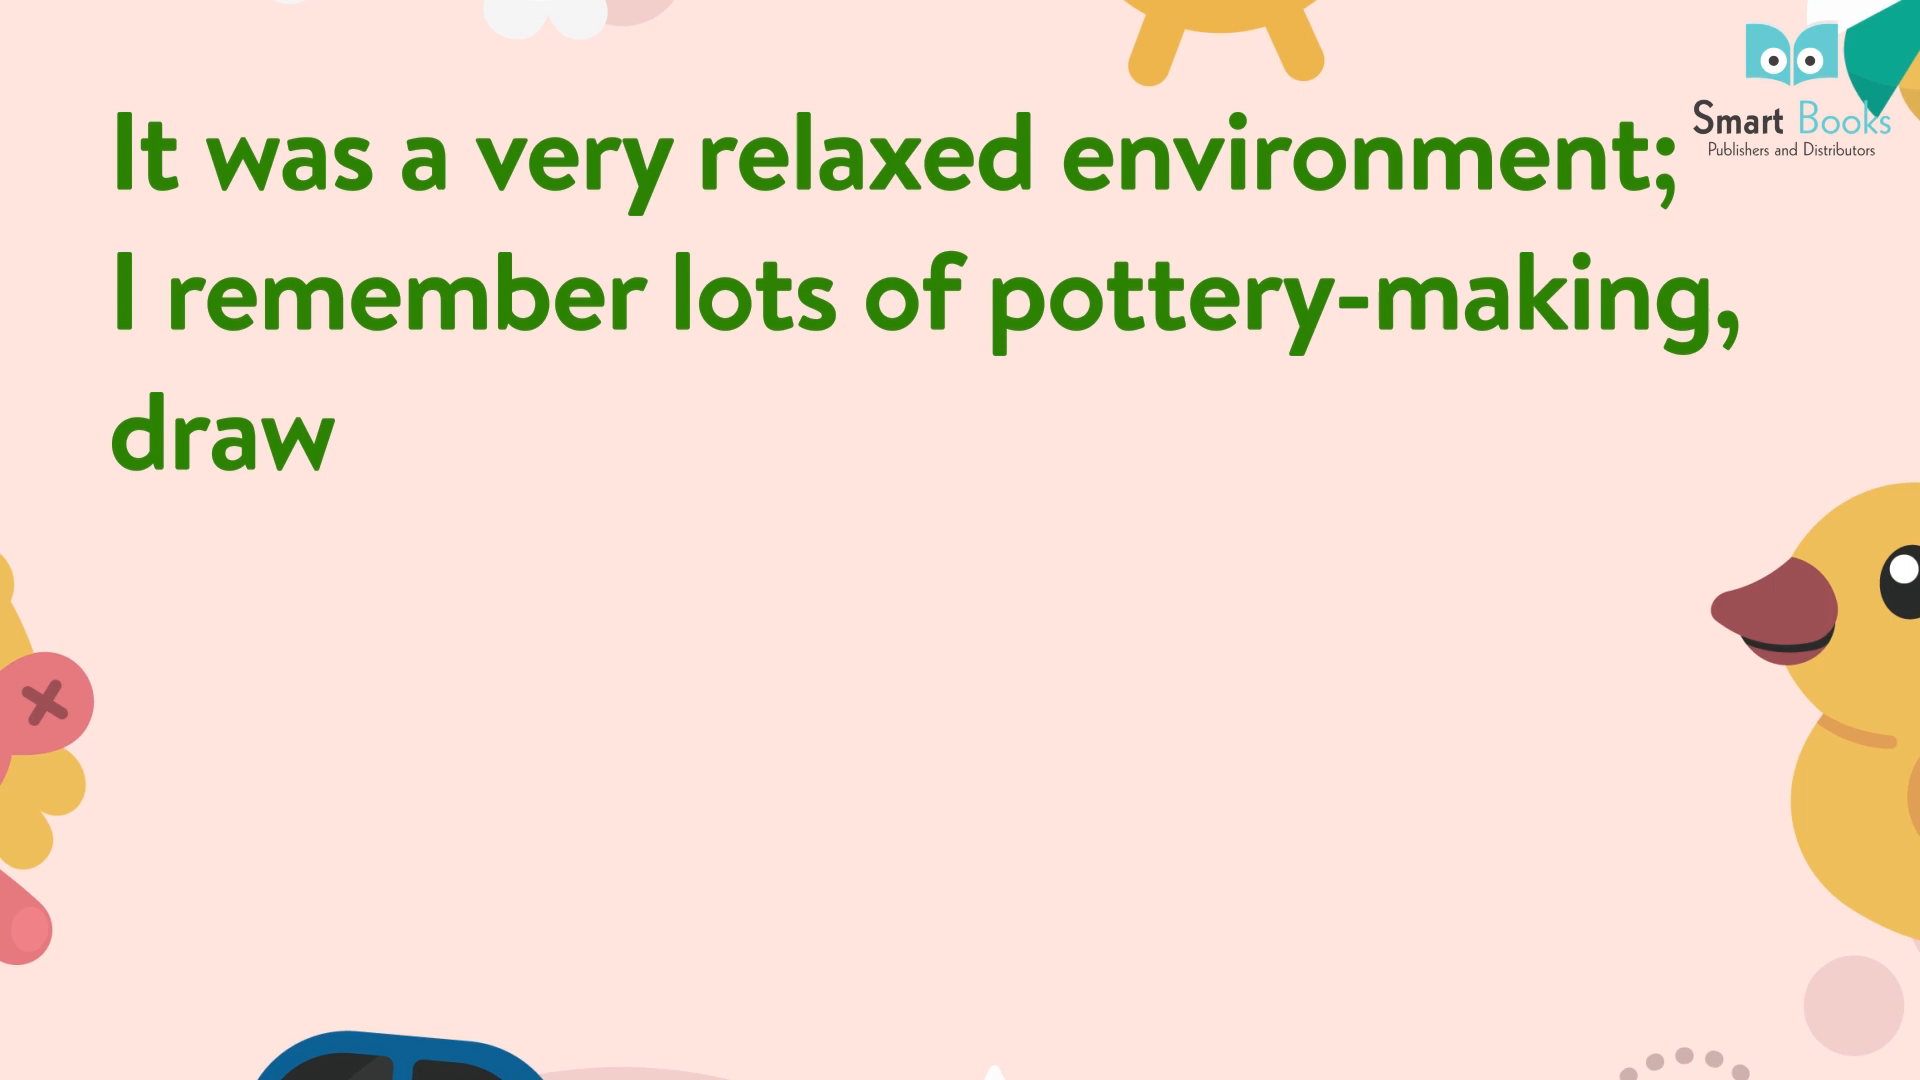 Smart Books
Publishers and Distributors
It was a very relaxed environment;
I remember lots of pottery-making,
draw